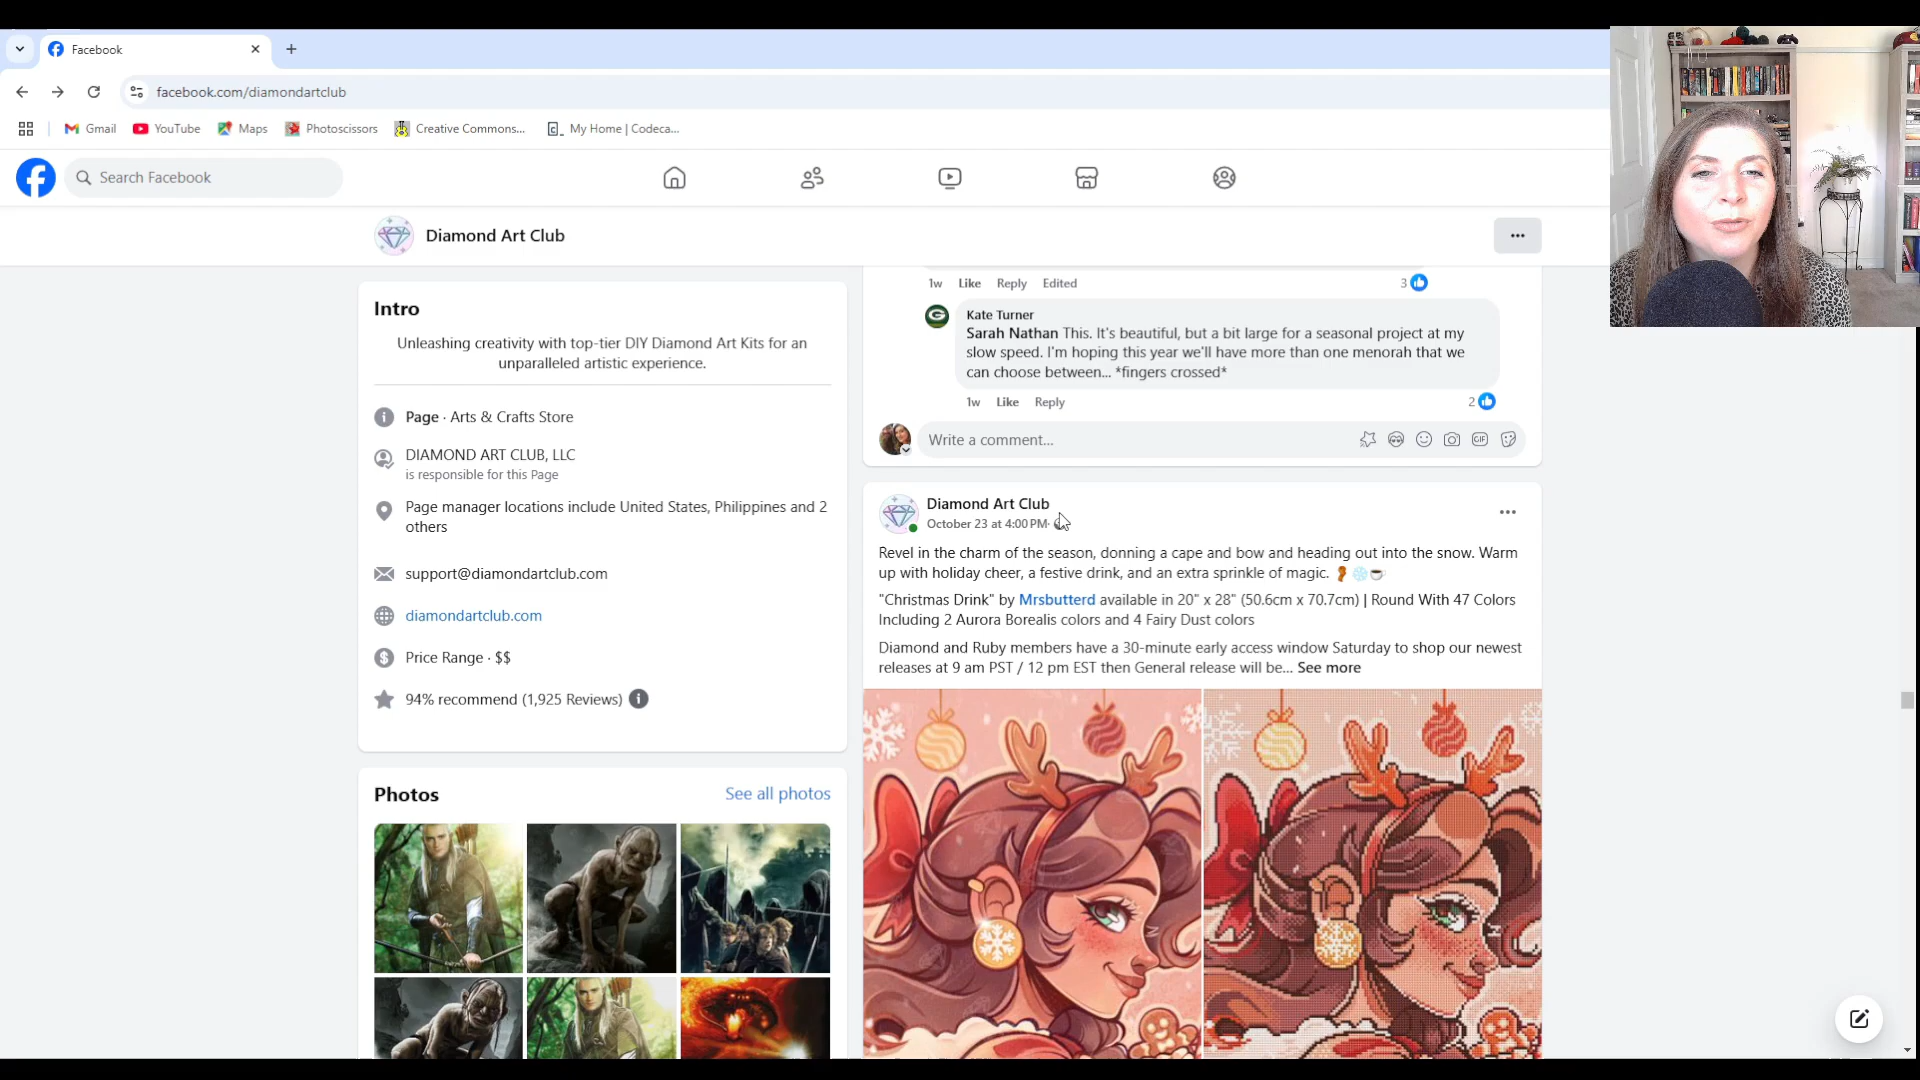 Facebook
facebook.com/diamondartclub
Gmail
YouTube
Maps
Photoscissors
Creative Commons...
My Home | Codeca...
Search Facebook
Diamond Art Club
Intro
Unleashing creativity with top-tier DIY Diamond Art Kits for an
unparalleled artistic experience.
Page · Arts & Crafts Store
DIAMOND ART CLUB, LLC
is responsible for this Page
Page manager locations include United States, Philippines and 2
others
support@diamondartclub.com
diamondartclub.com
Price Range · $$
94% recommend (1,925 Reviews)
Photos
See all photos
1w Like Reply Edited
3
Kate Turner
Sarah Nathan This. It's beautiful, but a bit large for a seasonal project at my
slow speed. I'm hoping this year we'll have more than one menorah that we
can choose between... *fingers crossed*
1w Like Reply
2
Write a comment...
GIF
Diamond Art Club
October 23 at 4:00 PM ·
Revel in the charm of the season, donning a cape and bow and heading out into the snow. Warm
up with holiday cheer, a festive drink, and an extra sprinkle of magic.
"Christmas Drink" by Mrsbutterd available in 20" x 28" (50.6cm x 70.7cm) | Round With 47 Colors
Including 2 Aurora Borealis colors and 4 Fairy Dust colors
Diamond and Ruby members have a 30-minute early access window Saturday to shop our newest
releases at 9 am PST / 12 pm EST then General release will be... See more